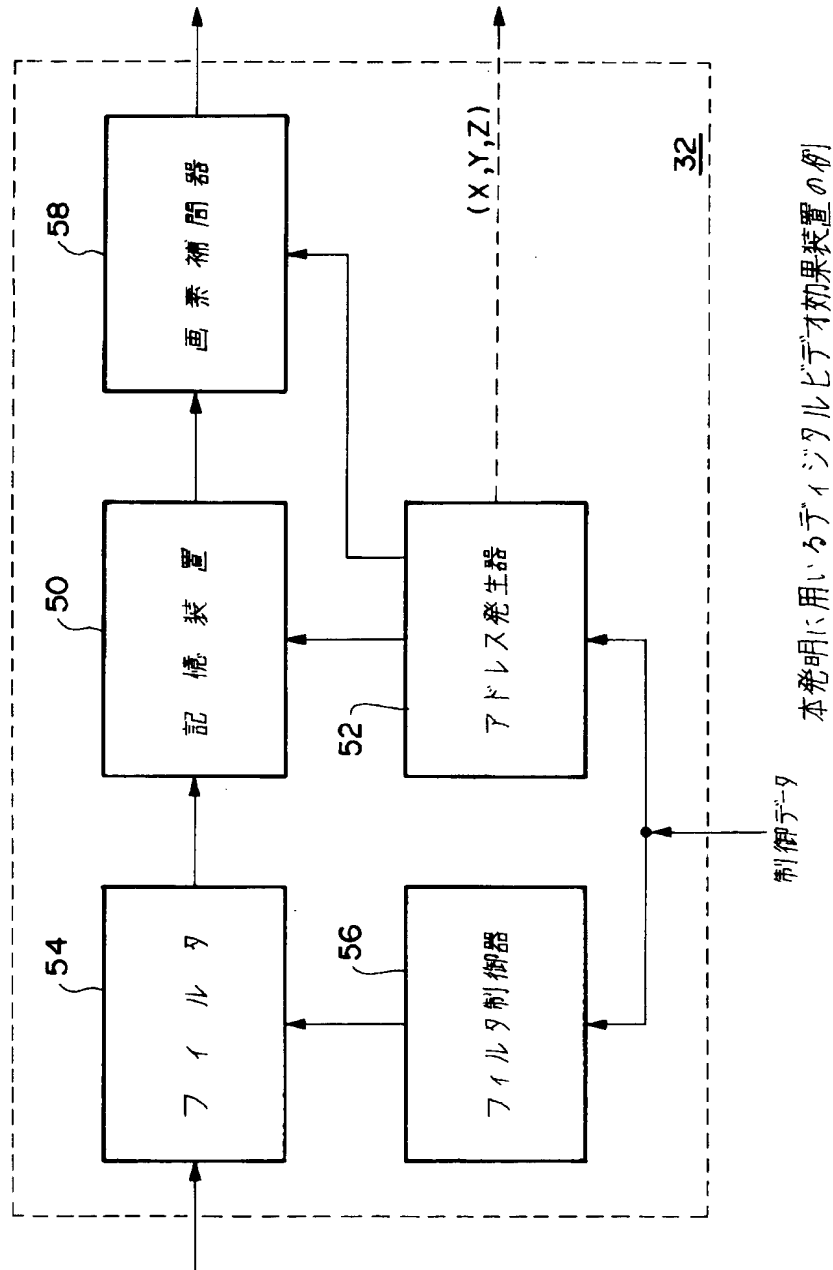 54
フィルタ
50
記憶装置
58
画素補間器
56
フィルタ制御器
52
アドレス発生器
(X,Y,Z)
32
制御データ
本発明に用いるディジタルビデオ効果装置の例